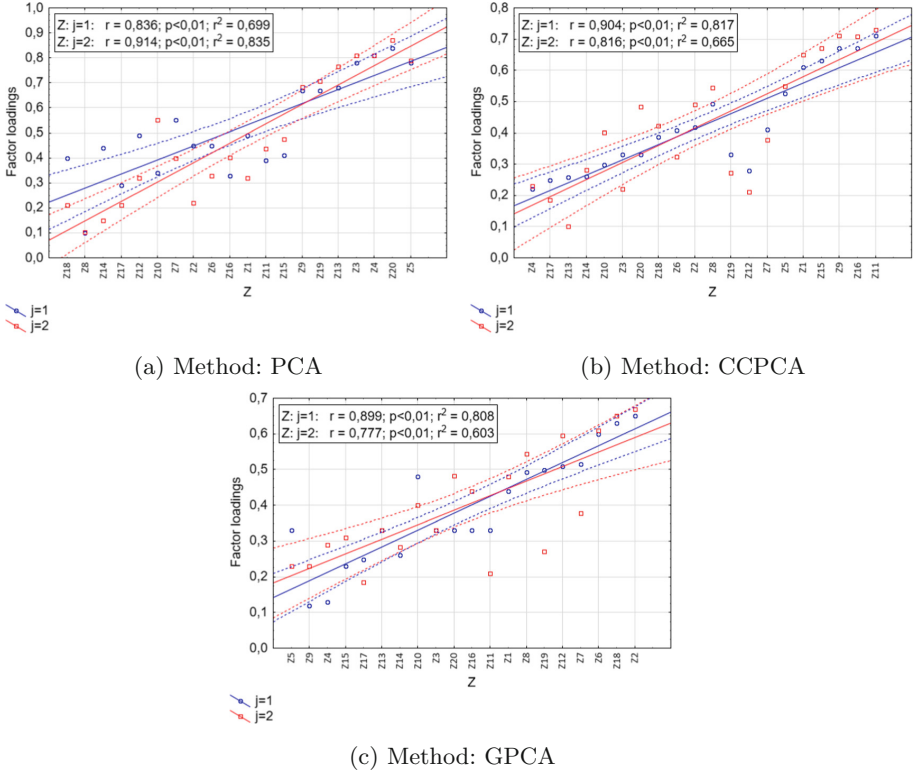 Z: j=1: r = 0,836; p<0,01; r² = 0,699
Z: j=2: r = 0,914; p<0,01; r² = 0,835
Factor loadings
1,0
0,9
0,8
0,7
0,6
0,5
0,4
0,3
0,2
0,1
0,0
Z18 Z8 Z14 Z17 Z12 Z10 Z7 Z2 Z6 Z16 Z1 Z11 Z15 Z9 Z19 Z13 Z3 Z4 Z20 Z5
Z
j=1
j=2
(a) Method: PCA
Z: j=1: r = 0,904; p<0,01; r² = 0,817
Z: j=2: r = 0,816; p<0,01; r² = 0,665
Factor loadings
0,8
0,7
0,6
0,5
0,4
0,3
0,2
0,1
0,0
Z4 Z17 Z13 Z14 Z10 Z3 Z20 Z18 Z6 Z2 Z8 Z19 Z12 Z7 Z5 Z1 Z15 Z9 Z16 Z11
Z
j=1
j=2
(b) Method: CCPCA
Z: j=1: r = 0,899; p<0,01; r² = 0,808
Z: j=2: r = 0,777; p<0,01; r² = 0,603
Factor loadings
0,7
0,6
0,5
0,4
0,3
0,2
0,1
0,0
Z5 Z9 Z4 Z15 Z17 Z13 Z14 Z10 Z3 Z20 Z16 Z11 Z1 Z8 Z19 Z12 Z7 Z6 Z18 Z2
Z
j=1
j=2
(c) Method: GPCA